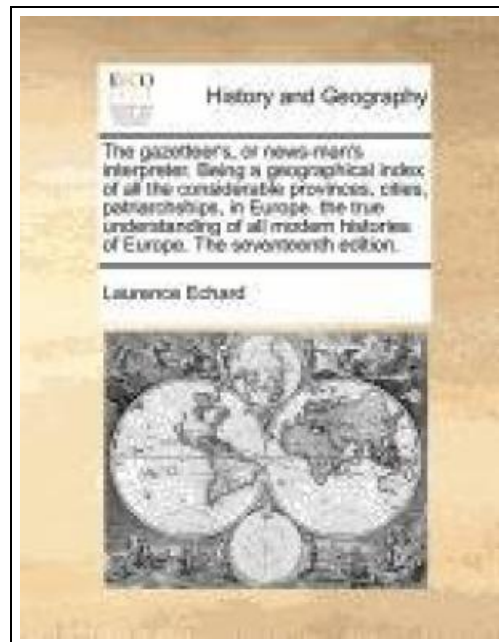 ECCO
History and Geography
The gazetteer's, or news-man's
interpreter. Being a geographical index
of all the considerable provinces, cities,
patriarchships, in Europe. the true
understanding of all modern histories
of Europe. The seventeenth edition.
Laurence Echard